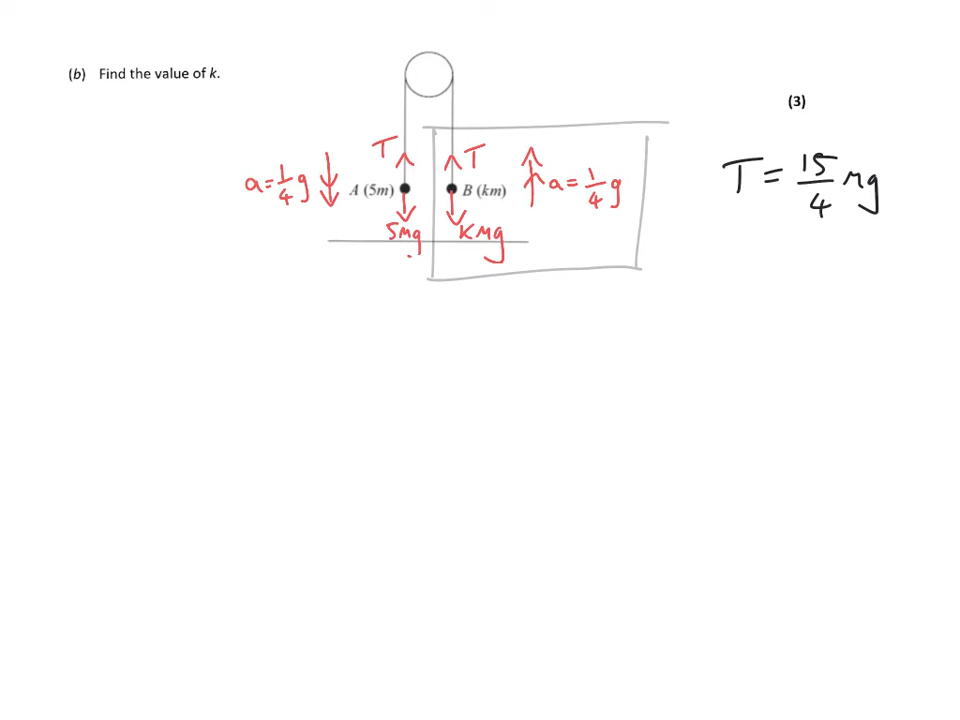 (b) Find the value of k.
(3)
T T
a = 1/4 g A (5m) B (km) a = 1/4 g
5mg kmg
T = 15/4 mg